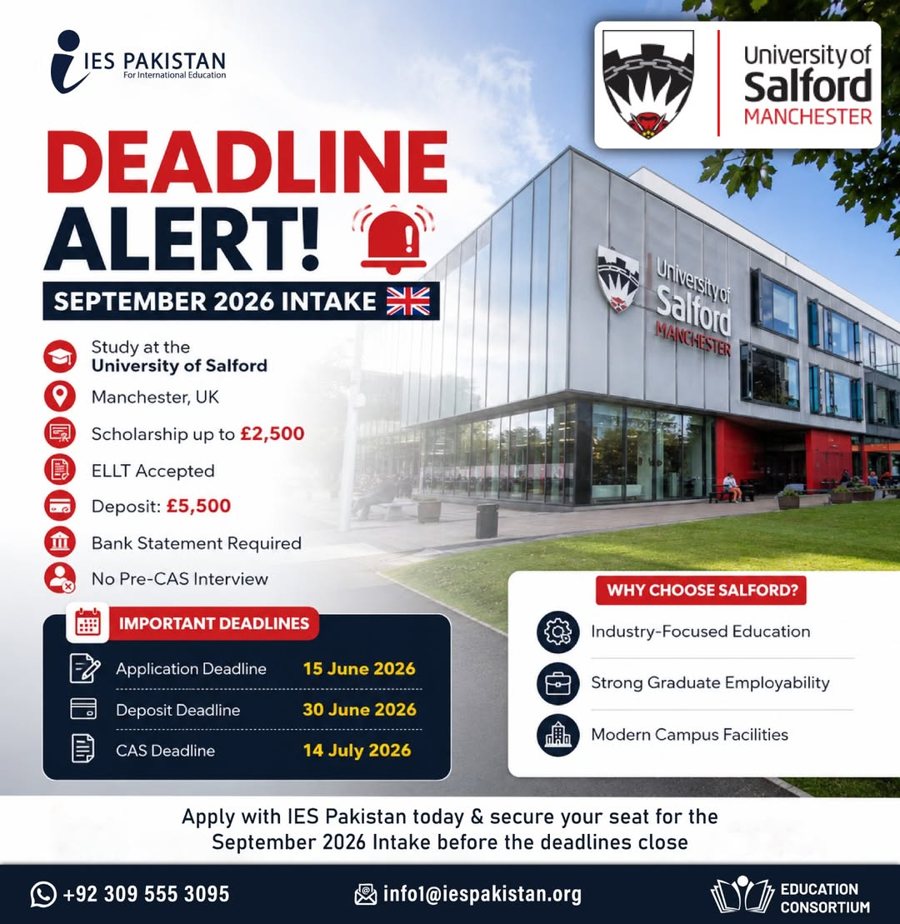 IES PAKISTAN
For International Education
University of
Salford
MANCHESTER
DEADLINE
ALERT!
SEPTEMBER 2026 INTAKE
University of
Salford
MANCHESTER
Study at the
University of Salford
Manchester, UK
Scholarship up to £2,500
ELLT Accepted
Deposit: £5,500
Bank Statement Required
No Pre-CAS Interview
IMPORTANT DEADLINES
Application Deadline 15 June 2026
Deposit Deadline 30 June 2026
CAS Deadline 14 July 2026
WHY CHOOSE SALFORD?
Industry-Focused Education
Strong Graduate Employability
Modern Campus Facilities
Apply with IES Pakistan today & secure your seat for the
September 2026 Intake before the deadlines close
+92 309 555 3095
info1@iespakistan.org
EDUCATION
CONSORTIUM